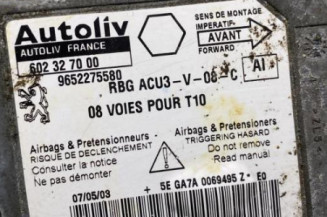 Autoliv
AUTOLIV FRANCE
602 32 70 00
9652275580
SENS DE MONTAGE
IMPERATIF
AVANT
FORWARD
RBG ACU3-V-08-C
AI
08 VOIES POUR T10
Airbags & Pretensionneurs
RISQUE DE DECLENCHEMENT
Consulter la notice
Ne pas démonter
Airbags & Pretensioners
TRIGGERING HASARD
Do not remove
Read manual
07/05/03 + 5E GA7A 0069495 Z * E0